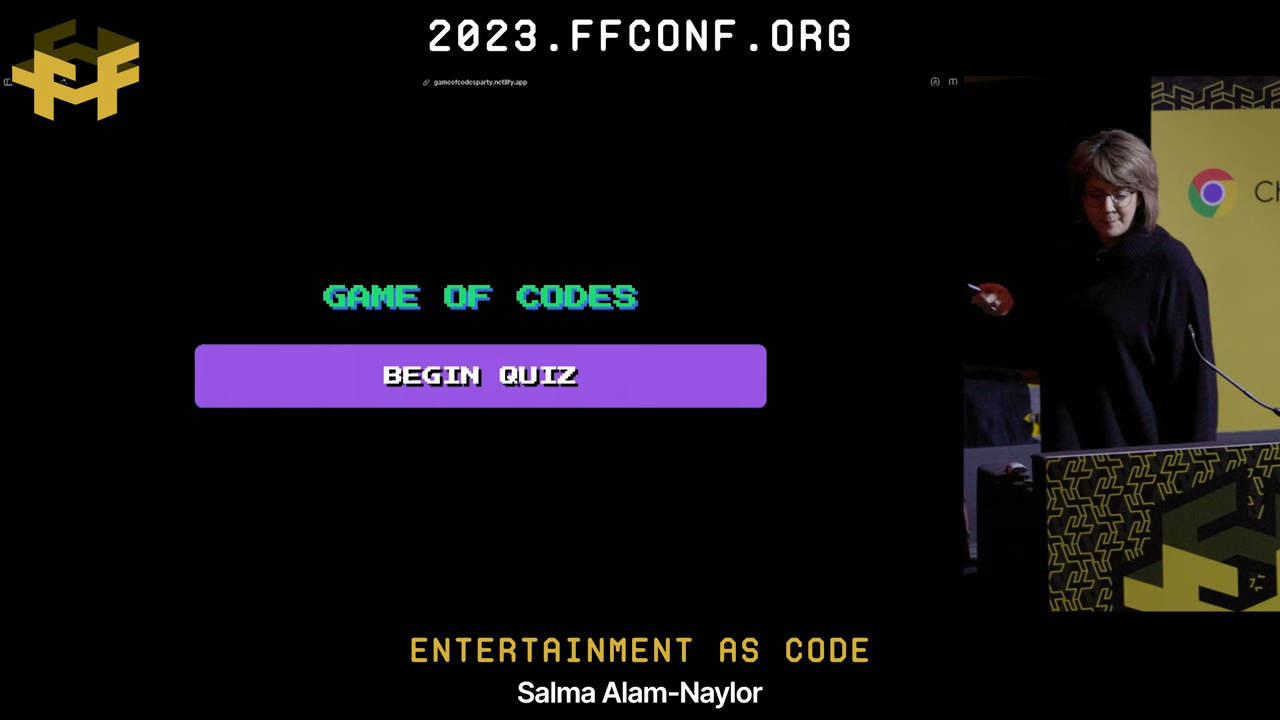 2023.FFCONF.ORG
gameofcodesparty.netlify.app
GAME OF CODES
BEGIN QUIZ
ENTERTAINMENT AS CODE
Salma Alam-Naylor